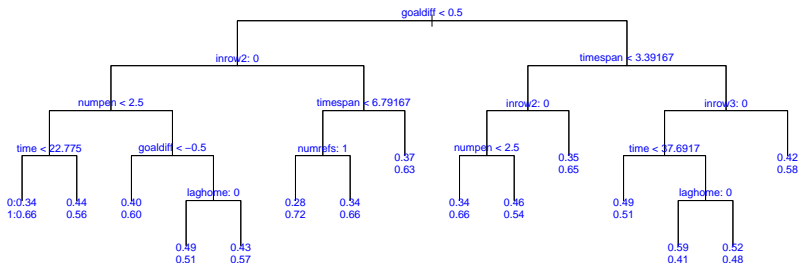 goaldiff < 0.5
inrow2: 0
timespan < 3.39167
numpen < 2.5
timespan < 6.79167
inrow2: 0
inrow3: 0
time < 22.775
goaldiff < −0.5
numrefs: 1
0.37
0.63
numpen < 2.5
0.35
0.65
time < 37.6917
0.42
0.58
0:0.34
1:0.66
0.44
0.56
0.40
0.60
laghome: 0
0.28
0.72
0.34
0.66
0.34
0.66
0.46
0.54
0.49
0.51
laghome: 0
0.49
0.51
0.43
0.57
0.59
0.41
0.52
0.48